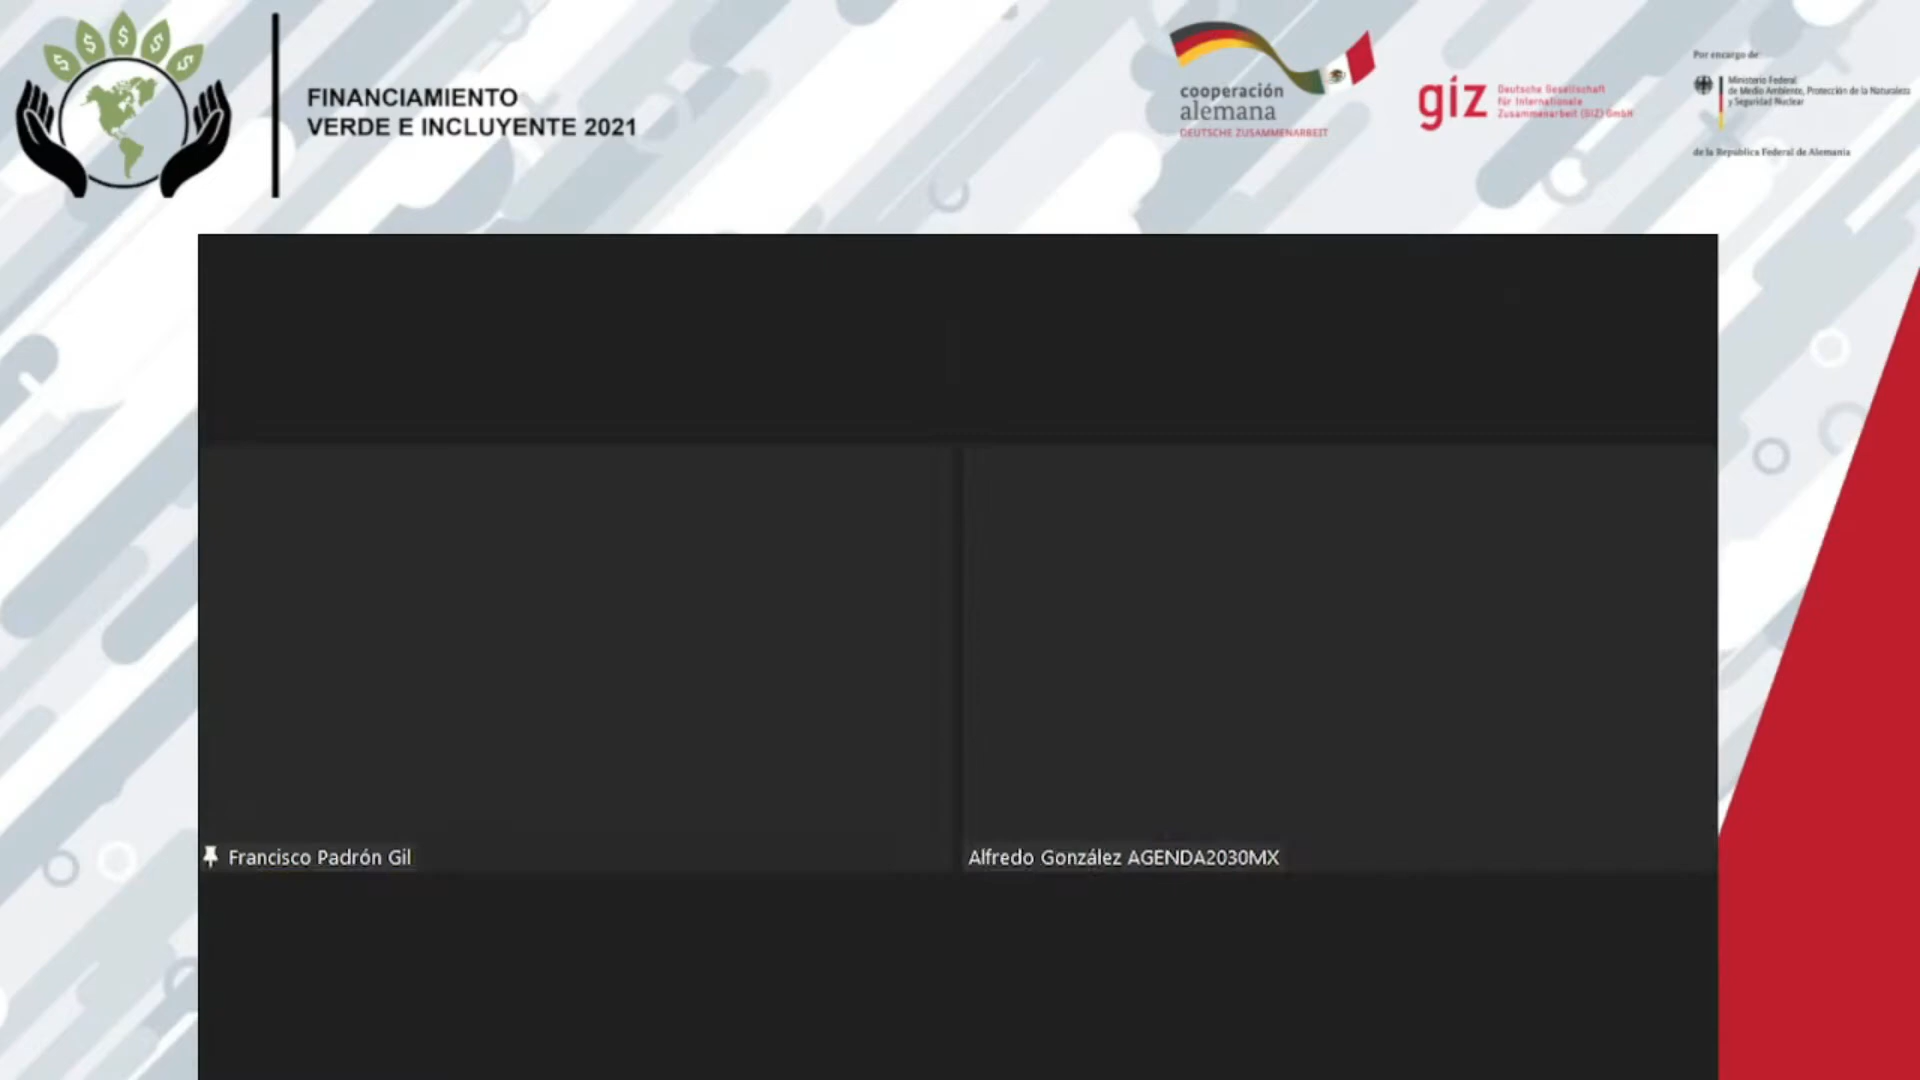 FINANCIAMIENTO
VERDE E INCLUYENTE 2021
cooperación
alemana
DEUTSCHE ZUSAMMENARBEIT
giz
Deutsche Gesellschaft
für Internationale
Zusammenarbeit (GIZ) GmbH
Por encargo de:
Ministerio Federal
de Medio Ambiente, Protección de la Naturaleza
y Seguridad Nuclear
de la República Federal de Alemania
Francisco Padrón Gil
Alfredo González AGENDA2030MX